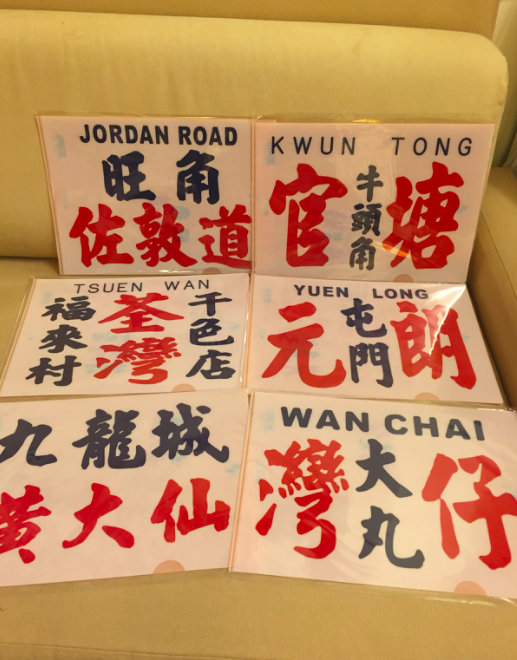 JORDAN ROAD
旺角
佐敦道
KWUN TONG
官塘
牛頭角
TSUEN WAN
福來村
荃灣
千色店
YUEN LONG
元朗
屯門
九龍城
黃大仙
WAN CHAI
灣仔
大丸